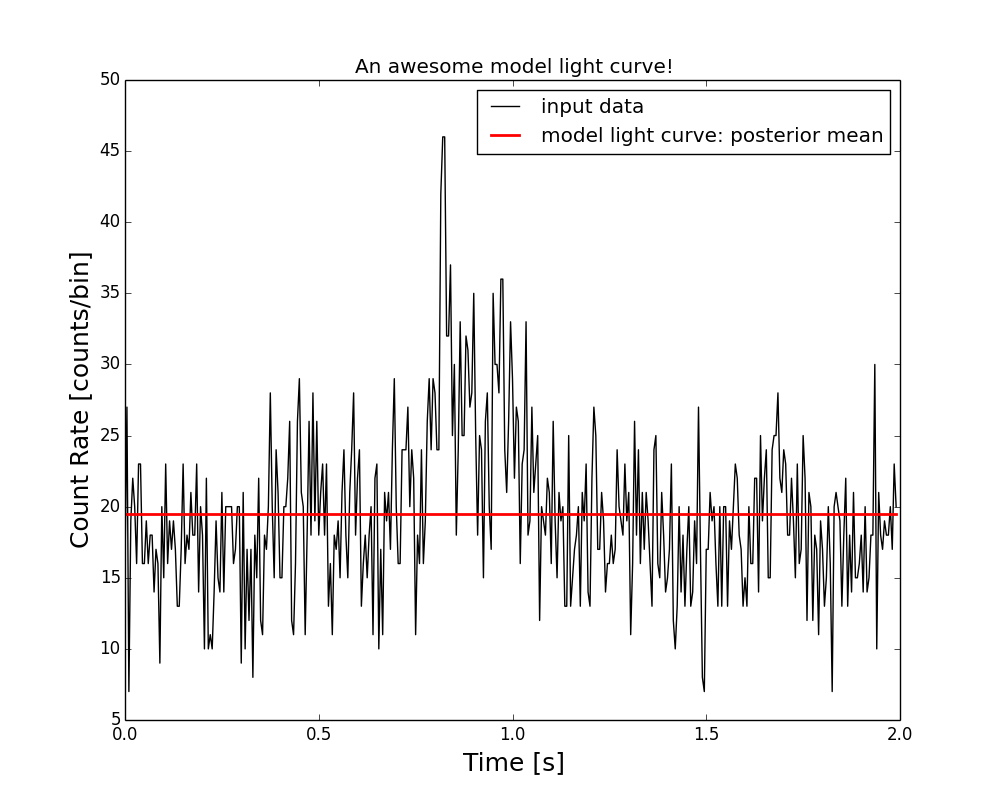 An awesome model light curve!
input data
model light curve: posterior mean
50
45
40
35
30
25
20
15
10
5
Count Rate [counts/bin]
0.0 0.5 1.0 1.5 2.0
Time [s]